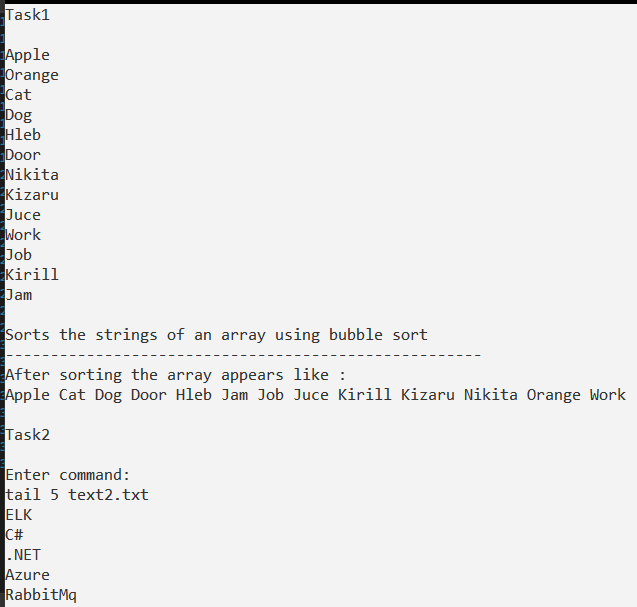 Task1
Apple
Orange
Cat
Dog
Hleb
Door
Nikita
Kizaru
Juce
Work
Job
Kirill
Jam
Sorts the strings of an array using bubble sort
-----------------------------------------------------
After sorting the array appears like :
Apple Cat Dog Door Hleb Jam Job Juce Kirill Kizaru Nikita Orange Work
Task2
Enter command:
tail 5 text2.txt
ELK
C#
.NET
Azure
RabbitMq